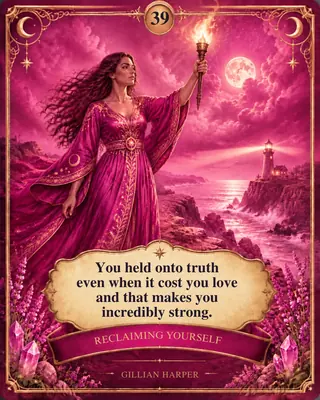 39
You held onto truth
even when it cost you love
and that makes you
incredibly strong.
RECLAIMING YOURSELF
GILLIAN HARPER